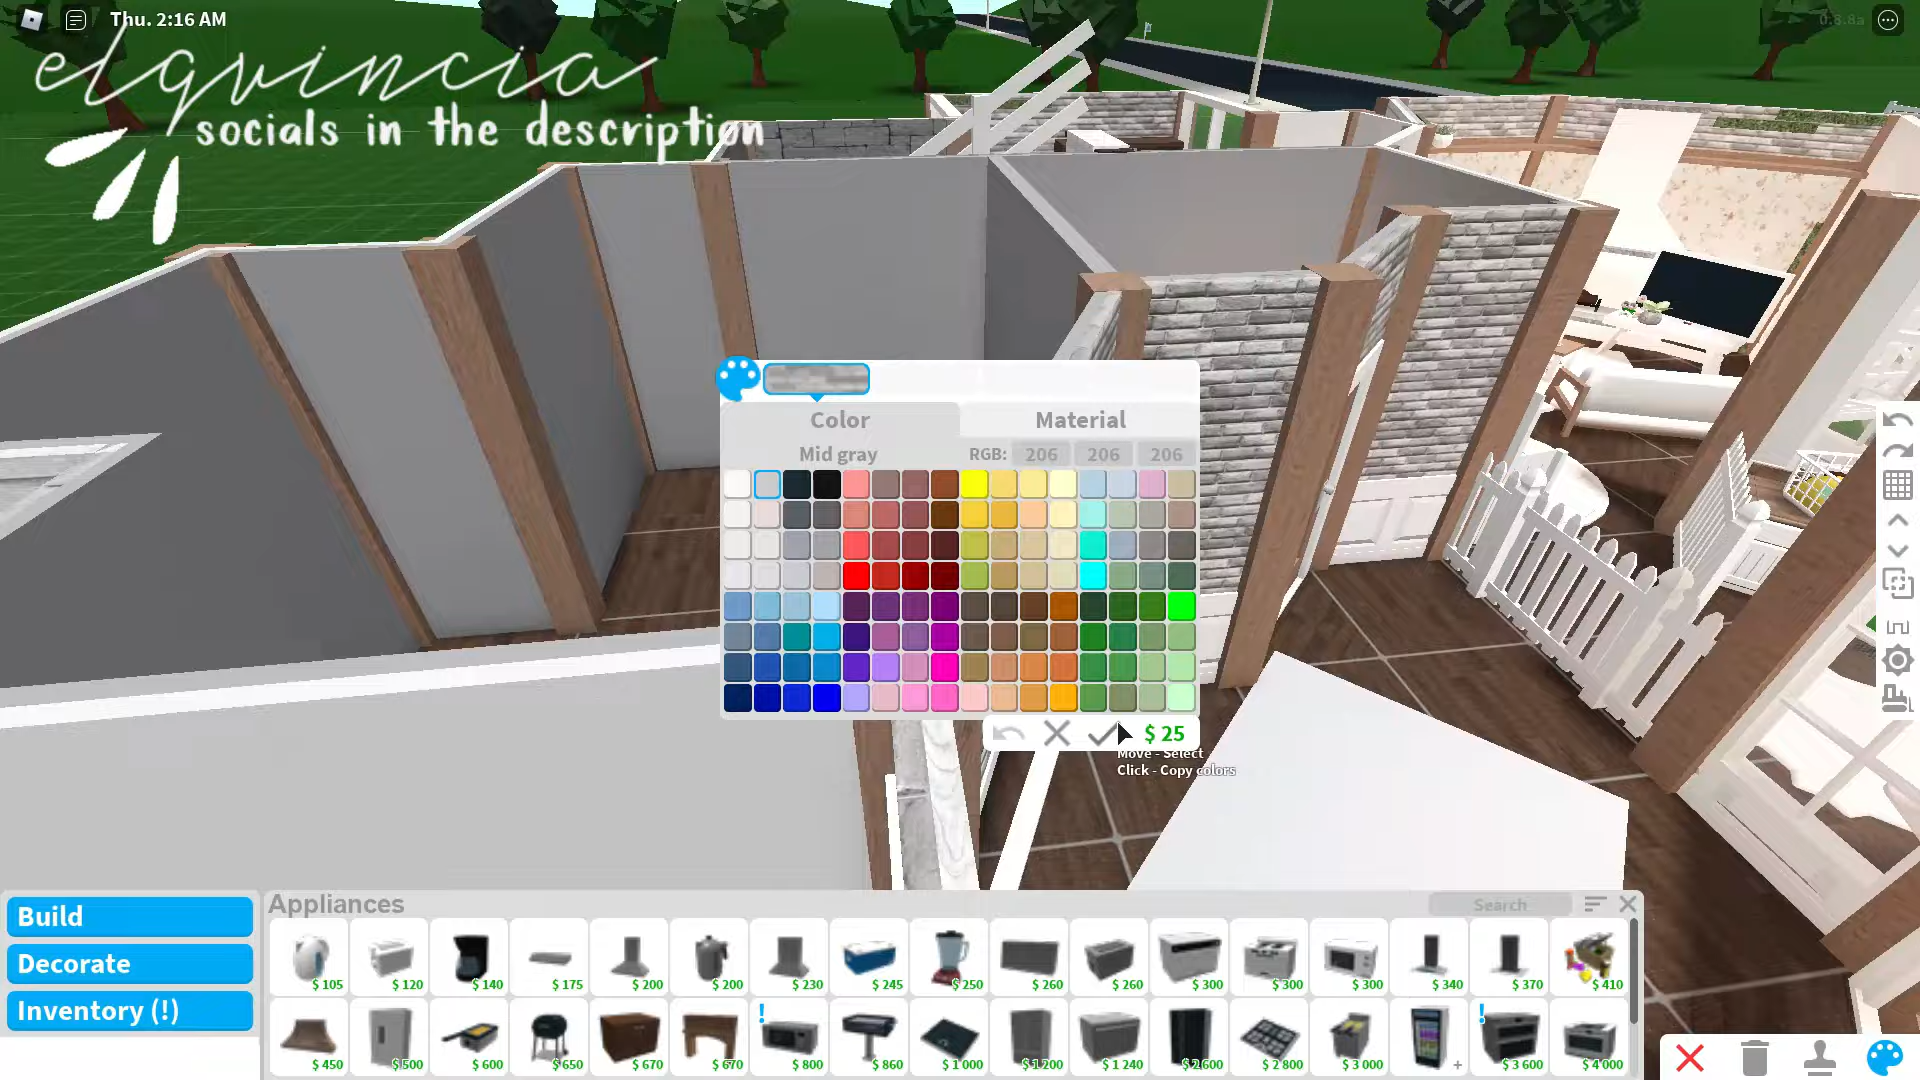 Thu. 2:16 AM
0.8.8a
elquincia
socials in the description
Color
Material
Mid gray
RGB: 206 206 206
$ 25
Move - Select
Click - Copy colors
Build
Decorate
Inventory (!)
Appliances
Search
$ 105 $ 120 $ 140 $ 175 $ 200 $ 200 $ 230 $ 245 $ 250 $ 260 $ 260 $ 300 $ 300 $ 300 $ 340 $ 370 $ 410
! !
$ 450 $ 500 $ 600 $ 650 $ 670 $ 670 $ 800 $ 860 $ 1 000 $ 1 200 $ 1 240 $ 2 600 $ 2 800 $ 3 000 + $ 3 600 $ 4 000